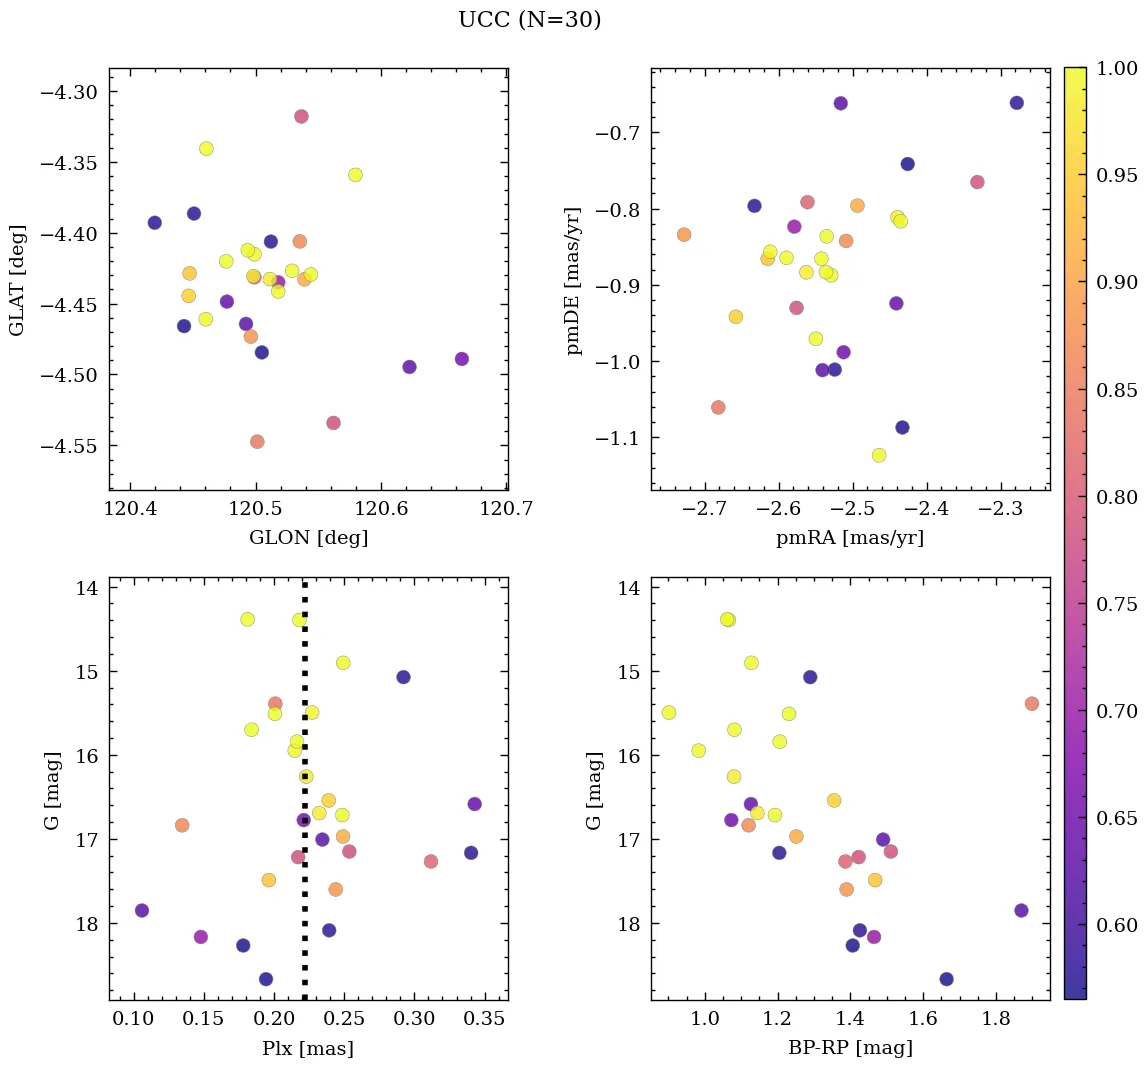 UCC (N=30)
−4.30
−4.35
−4.40
−4.45
−4.50
−4.55
GLAT [deg]
120.4 120.5 120.6 120.7
GLON [deg]
−0.7
−0.8
−0.9
−1.0
−1.1
pmDE [mas/yr]
−2.7 −2.6 −2.5 −2.4 −2.3
pmRA [mas/yr]
14
15
16
17
18
G [mag]
0.10 0.15 0.20 0.25 0.30 0.35
Plx [mas]
14
15
16
17
18
G [mag]
1.0 1.2 1.4 1.6 1.8
BP-RP [mag]
1.00
0.95
0.90
0.85
0.80
0.75
0.70
0.65
0.60